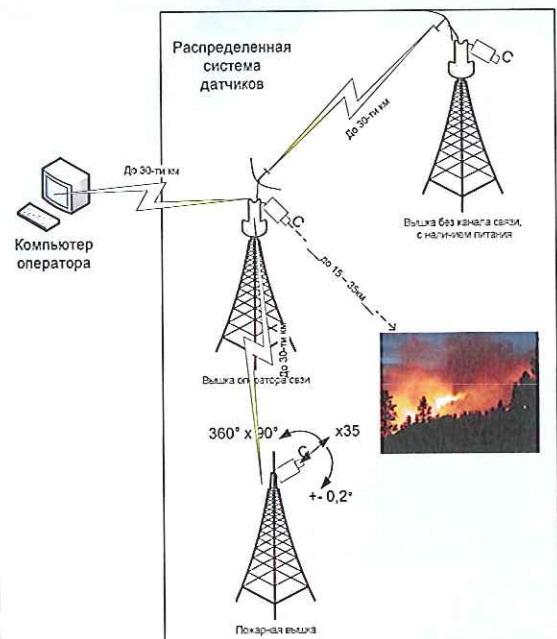 Распределенная
система
датчиков
До 30-ти км
До 30-ти км
Компьютер
оператора
Вышка без канала связи,
с наличием питания
до 15 – 35км
До 30-ти км
Вышка оператора свзи
360° x 90°
x35
+- 0,2°
Пожарная вышка